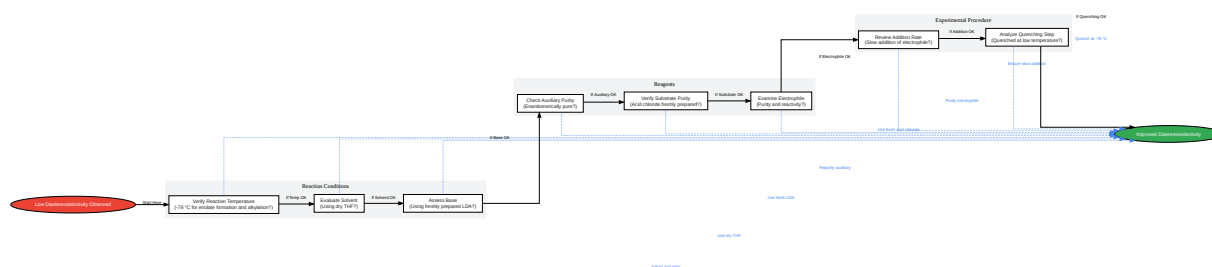 Experimental Procedure
If Quenching OK
Review Addition Rate
(Slow addition of electrophile?)
If Addition OK
Analyze Quenching Step
(Quenched at low temperature?)
Quench at -78 °C
If Electrophile OK
Ensure slow addition
Reagents
Check Auxiliary Purity
(Enantiomerically pure?)
If Auxiliary OK
Verify Substrate Purity
(Acid chloride freshly prepared?)
If Substrate OK
Examine Electrophile
(Purity and reactivity?)
Purify electrophile
Use fresh acid chloride
If Base OK
Improved Diastereoselectivity
Repurify auxiliary
Reaction Conditions
Low Diastereoselectivity Observed
Start Here
Verify Reaction Temperature
(-78 °C for enolate formation and alkylation?)
If Temp OK
Evaluate Solvent
(Using dry THF?)
If Solvent OK
Assess Base
(Using freshly prepared LDA?)
Use fresh LDA
Use dry THF